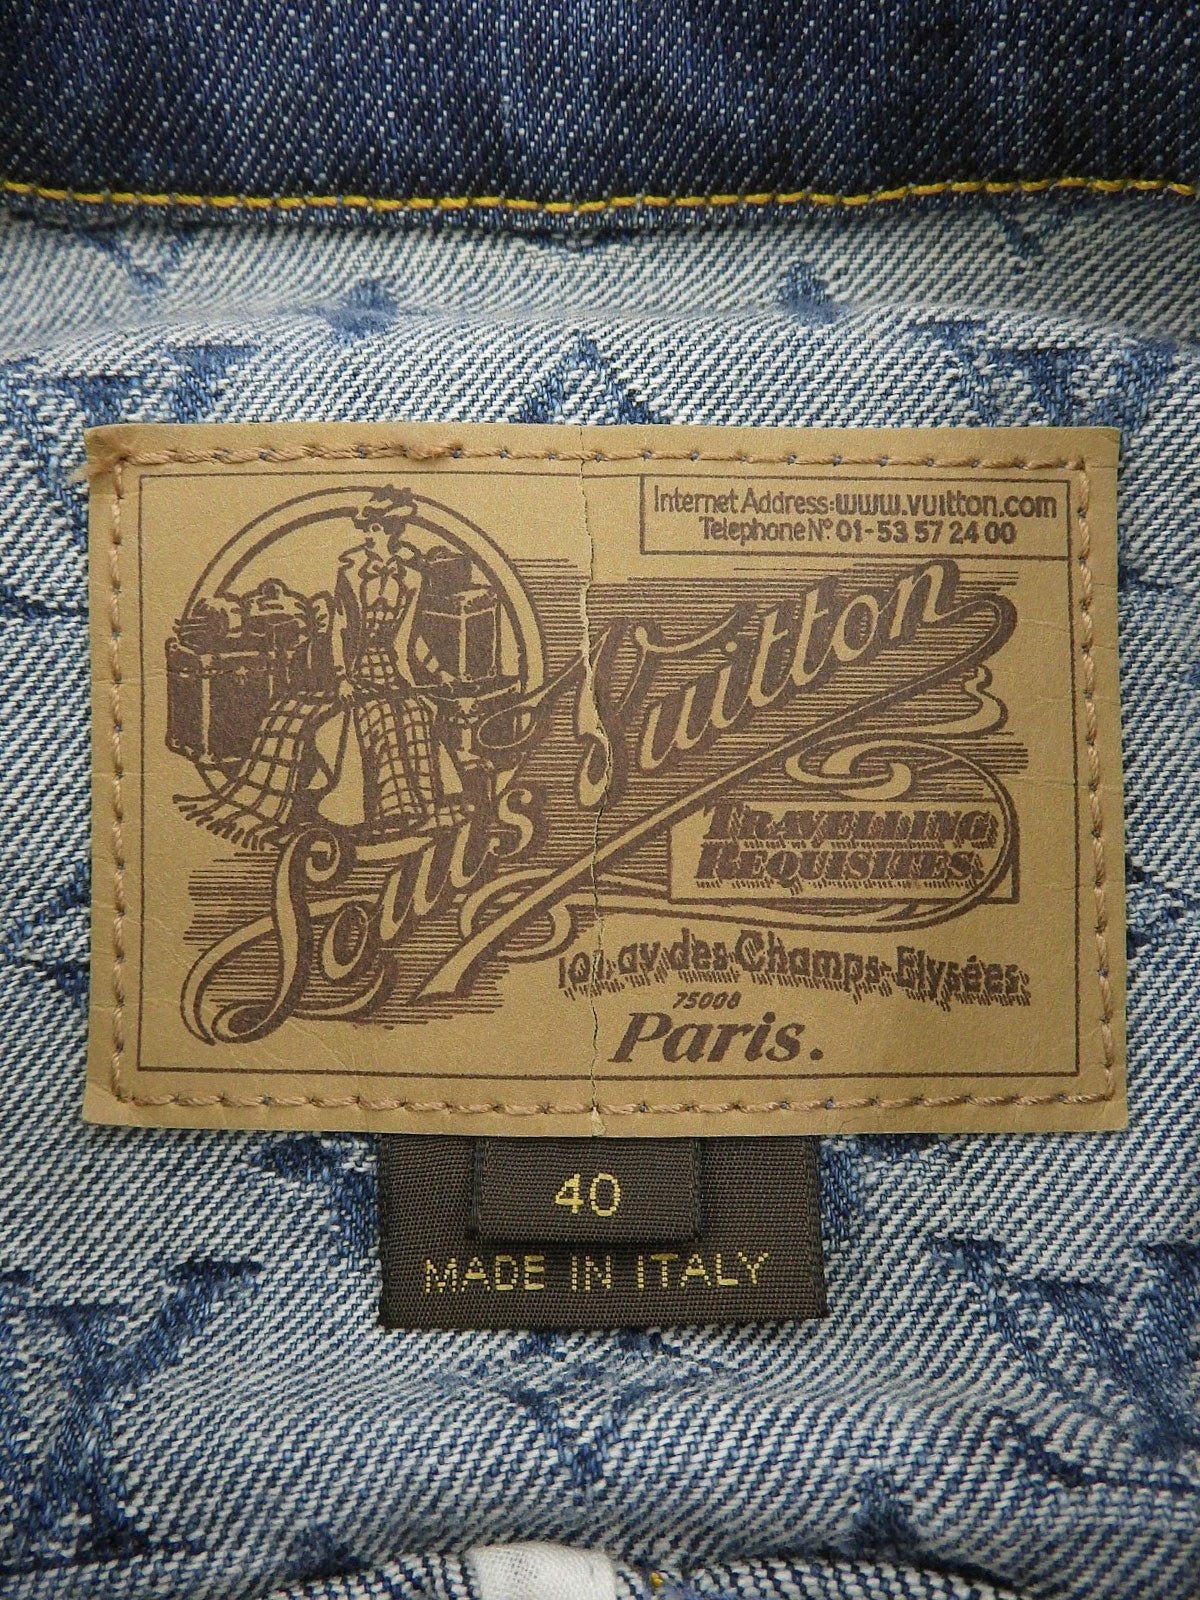 Internet Address:www.vuitton.com
Telephone Nº 01-53 57 24 00
Louis Vuitton
TRAVELLING
REQUISITES.
101, av des Champs-Elysées.
75008
Paris.
40
MADE IN ITALY